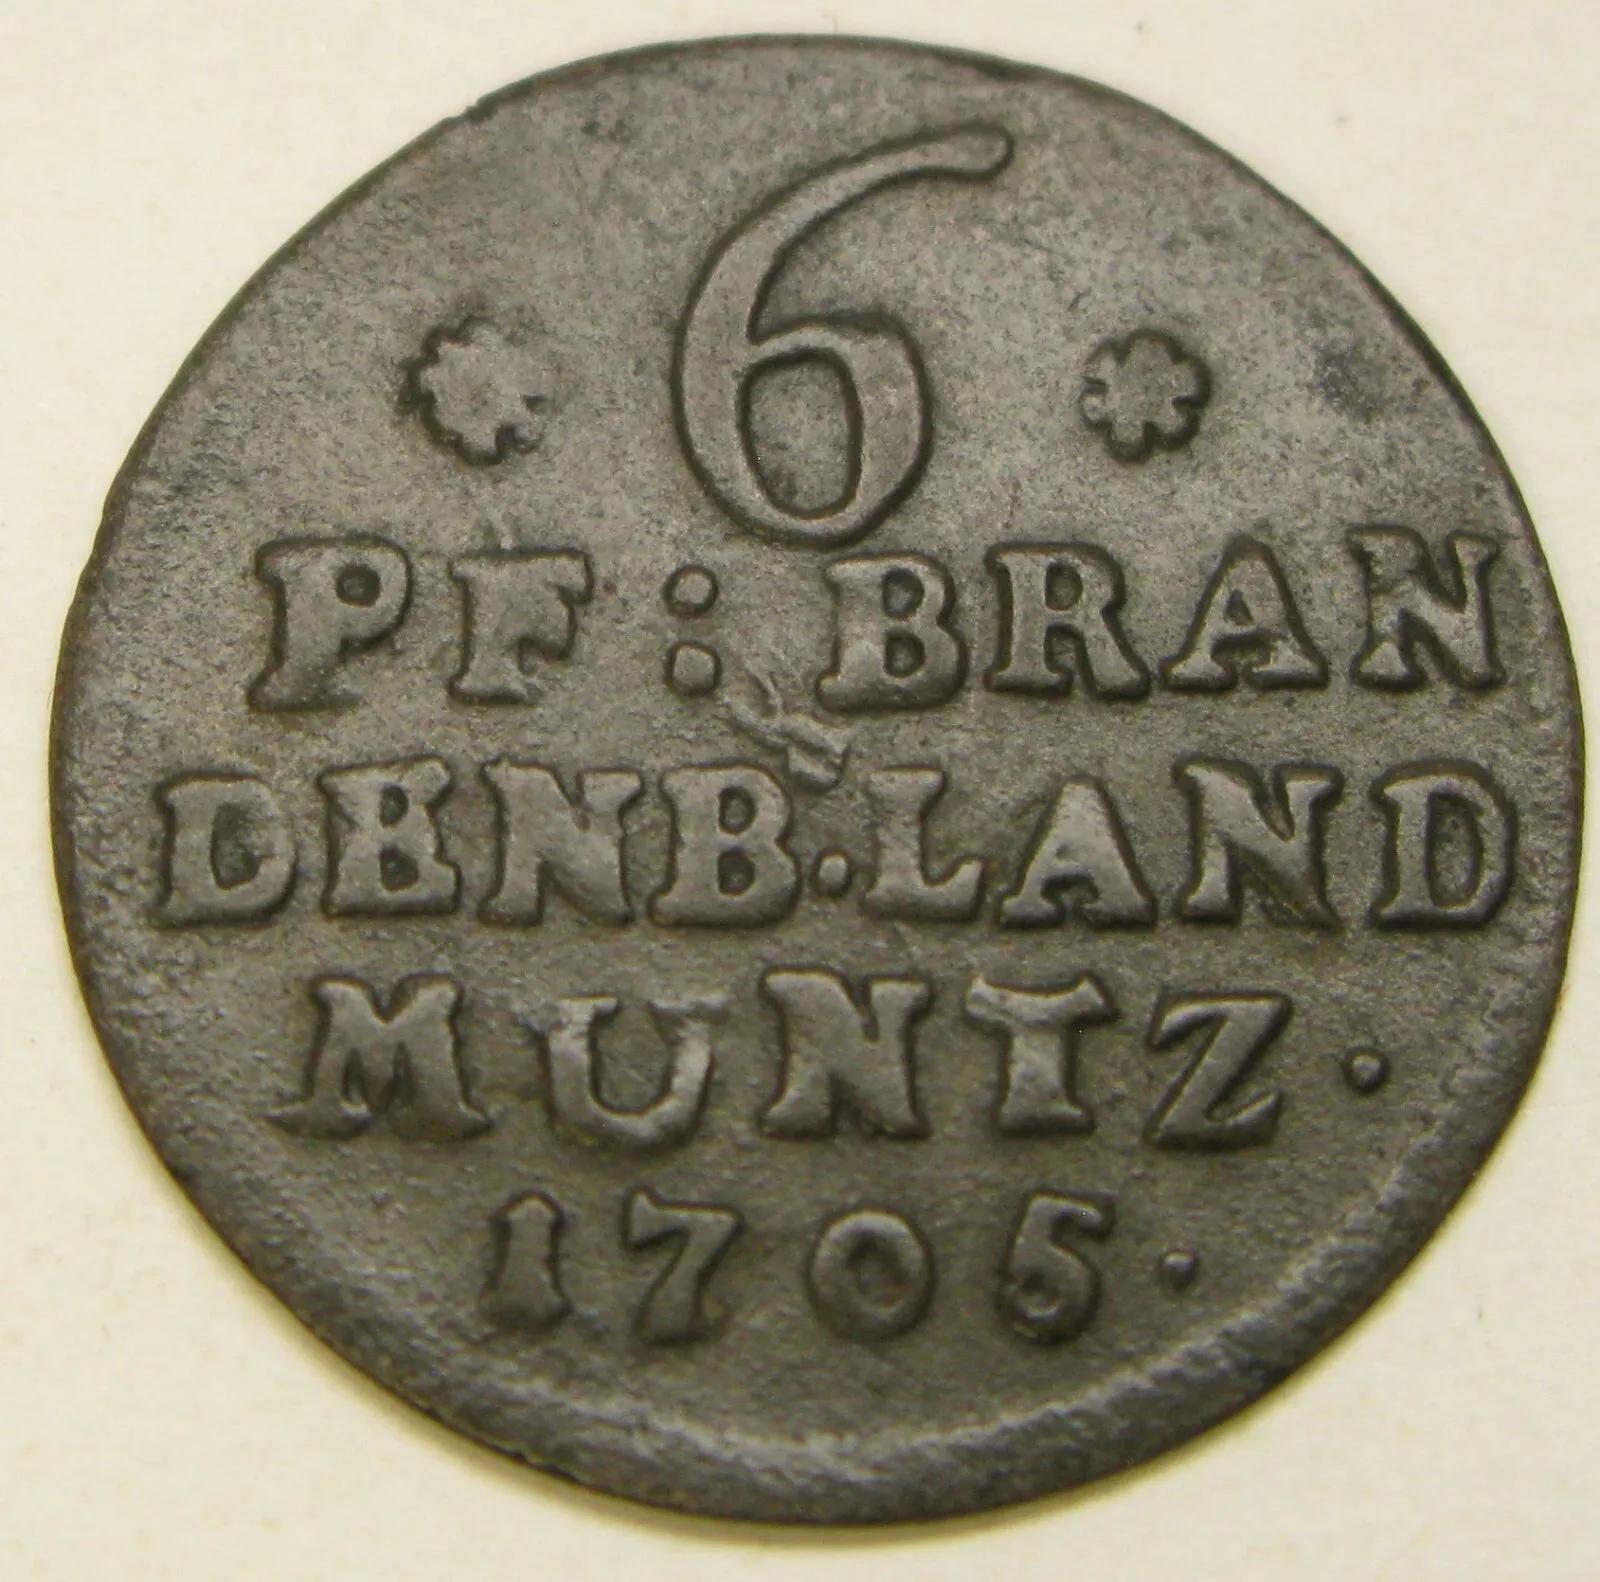 6
PF: BRAN
DENB. LAND
MUNTZ.
1705.